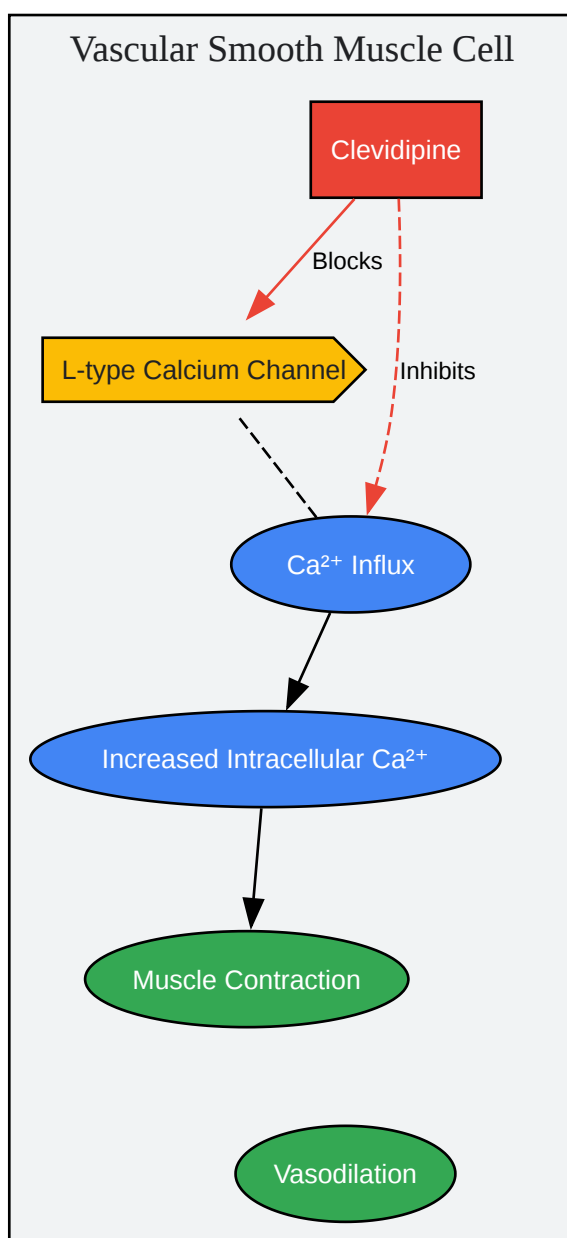 Vascular Smooth Muscle Cell
Clevidipine
Blocks
L-type Calcium Channel
Inhibits
Ca²⁺ Influx
Increased Intracellular Ca²⁺
Muscle Contraction
Vasodilation